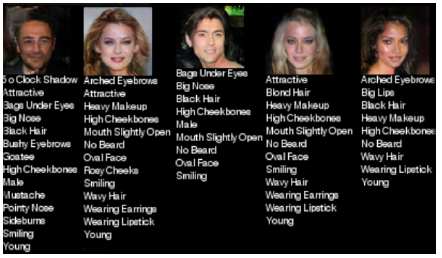 5 o Clock Shadow
Attractive
Bags Under Eyes
Big Nose
Black Hair
Bushy Eyebrows
Goatee
High Cheekbones
Male
Mustache
Pointy Nose
Sideburns
Smiling
Young
Arched Eyebrows
Attractive
Heavy Makeup
High Cheekbones
Mouth Slightly Open
No Beard
Oval Face
Rosy Cheeks
Smiling
Wavy Hair
Wearing Earrings
Wearing Lipstick
Young
Bags Under Eyes
Big Nose
Black Hair
High Cheekbones
Male
Mouth Slightly Open
No Beard
Oval Face
Smiling
Attractive
Blond Hair
Heavy Makeup
High Cheekbones
Mouth Slightly Open
No Beard
Oval Face
Smiling
Wavy Hair
Wearing Earrings
Wearing Lipstick
Young
Arched Eyebrows
Big Lips
Black Hair
Heavy Makeup
High Cheekbones
No Beard
Wavy Hair
Wearing Lipstick
Young